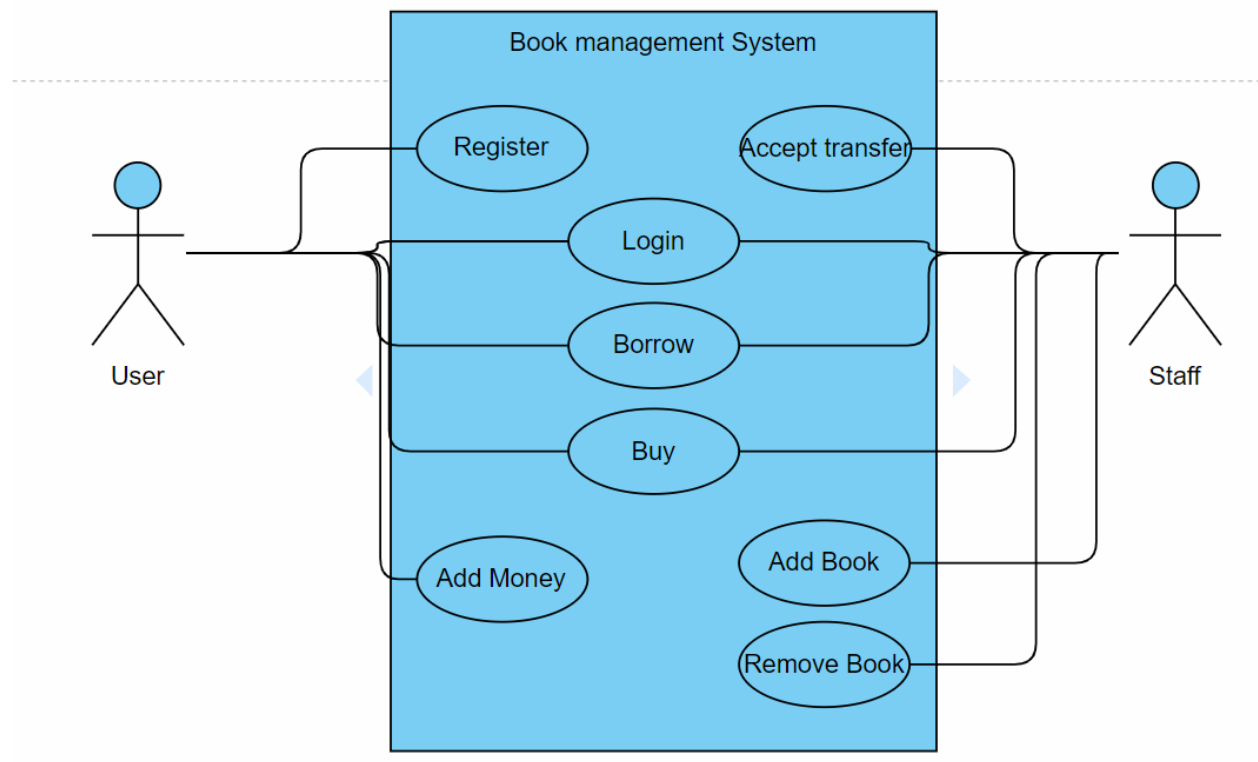 Book management System
Register
Accept transfer
Login
Borrow
User
Staff
Buy
Add Book
Add Money
Remove Book